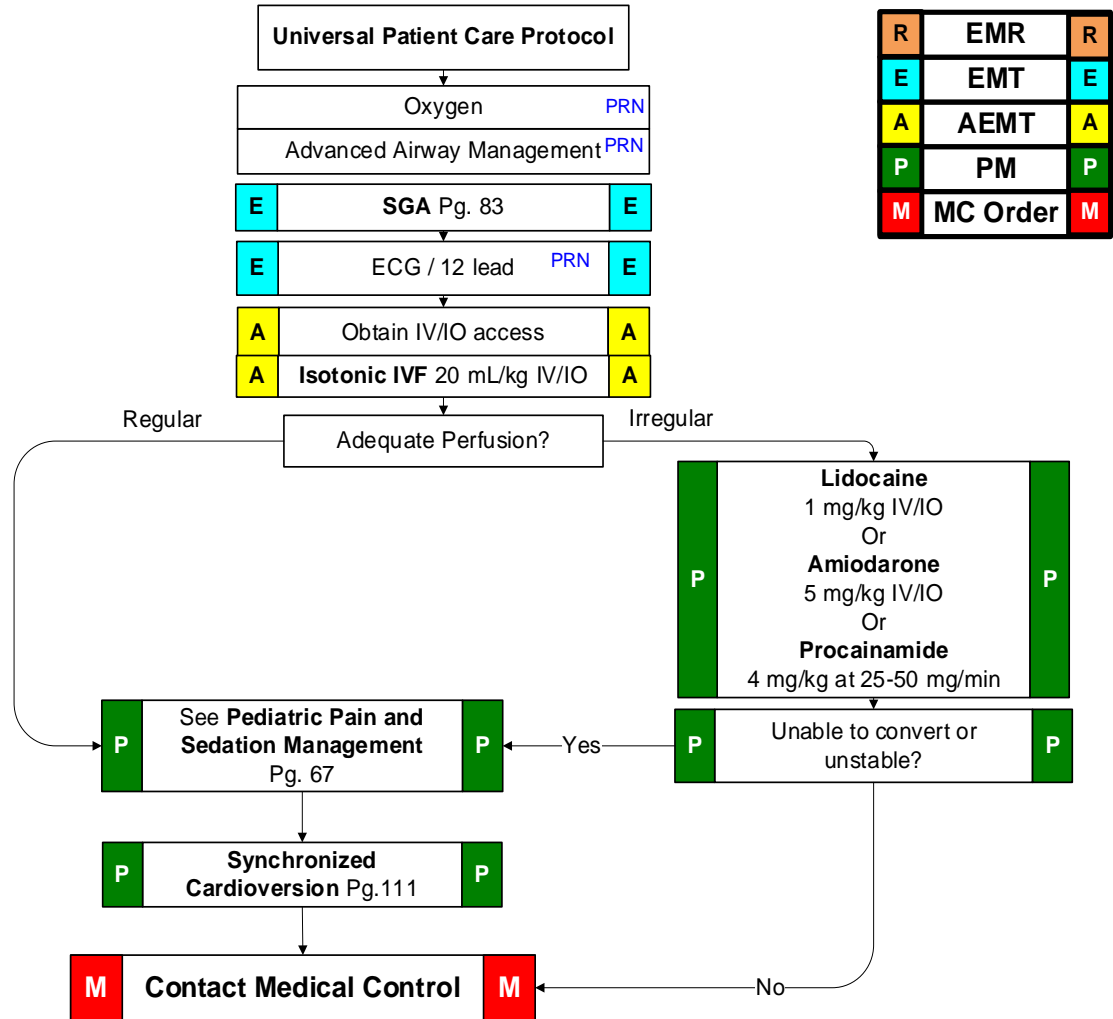 Universal Patient Care Protocol
R EMR R
E EMT E
A AEMT A
P PM P
M MC Order M
Oxygen PRN
Advanced Airway Management PRN
E SGA Pg. 83 E
E ECG / 12 lead PRN E
A Obtain IV/IO access A
A Isotonic IVF 20 mL/kg IV/IO A
Regular
Adequate Perfusion?
Irregular
P
Lidocaine
1 mg/kg IV/IO
Or
Amiodarone
5 mg/kg IV/IO
Or
Procainamide
4 mg/kg at 25-50 mg/min
P
P
Unable to convert or
unstable?
P
Yes
P
See Pediatric Pain and
Sedation Management
Pg. 67
P
P
Synchronized
Cardioversion Pg.111
P
No
M Contact Medical Control M